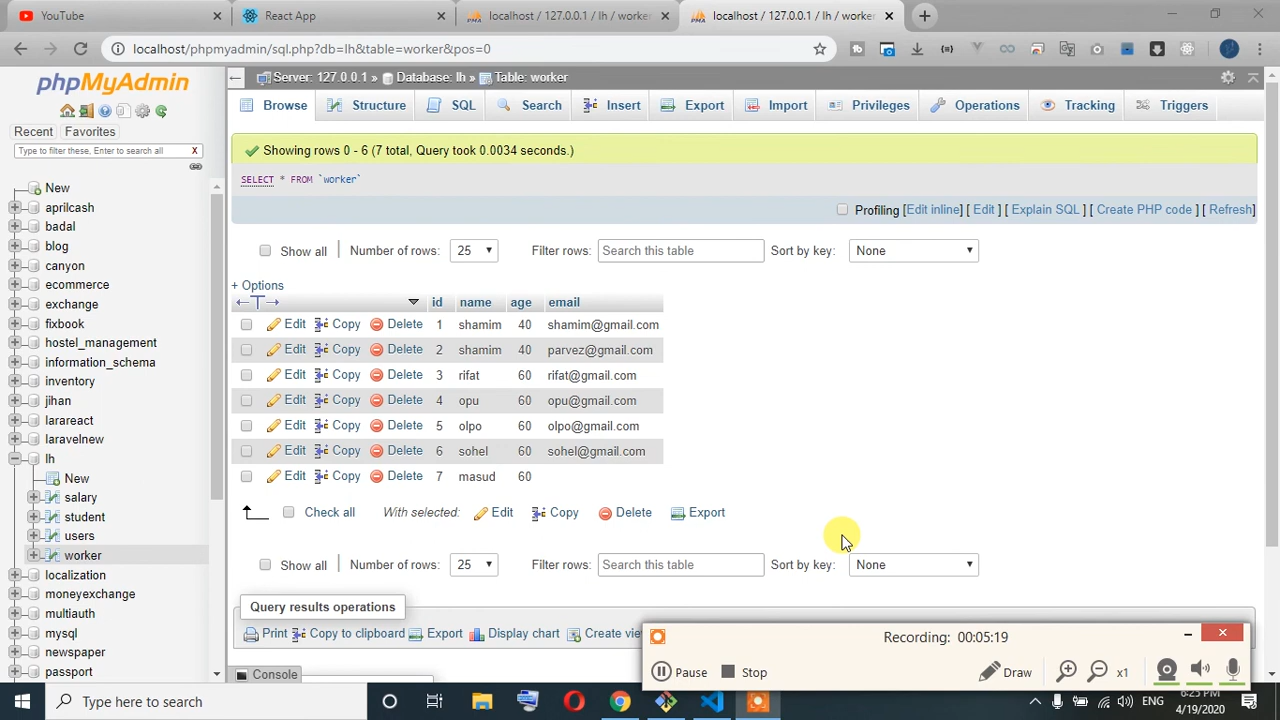 YouTube
React App
localhost / 127.0.0.1 / lh / worker
localhost / 127.0.0.1 / lh / worker
localhost/phpmyadmin/sql.php?db=lh&table=worker&pos=0
phpMyAdmin
Recent Favorites
Type to filter these, Enter to search all X
New
aprilcash
badal
blog
canyon
ecommerce
exchange
fixbook
hostel_management
information_schema
inventory
jihan
larareact
laravelnew
lh
New
salary
student
users
worker
localization
moneyexchange
multiauth
mysql
newspaper
passport
Server: 127.0.0.1 » Database: lh » Table: worker
Browse Structure SQL Search Insert Export Import Privileges Operations Tracking Triggers
Showing rows 0 - 6 (7 total, Query took 0.0034 seconds.)
SELECT * FROM `worker`
Profiling [Edit inline] [ Edit ] [ Explain SQL ] [ Create PHP code ] [ Refresh]
Show all Number of rows: 25 Filter rows: Search this table Sort by key: None
+ Options
id name age email
Edit Copy Delete 1 shamim 40 shamim@gmail.com
Edit Copy Delete 2 shamim 40 parvez@gmail.com
Edit Copy Delete 3 rifat 60 rifat@gmail.com
Edit Copy Delete 4 opu 60 opu@gmail.com
Edit Copy Delete 5 olpo 60 olpo@gmail.com
Edit Copy Delete 6 sohel 60 sohel@gmail.com
Edit Copy Delete 7 masud 60
Check all With selected: Edit Copy Delete Export
Show all Number of rows: 25 Filter rows: Search this table Sort by key: None
Query results operations
Print Copy to clipboard Export Display chart Create vie
Console
Recording: 00:05:19
Pause Stop Draw x1
Type here to search
ENG
6:25 PM
4/19/2020